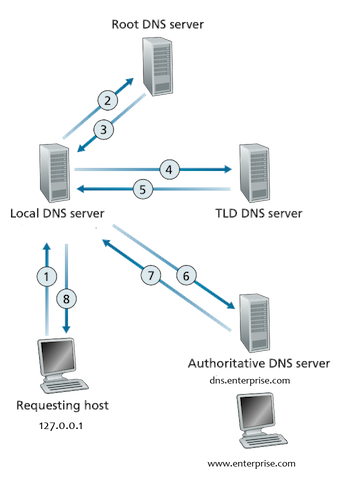 Root DNS server
2
3
4
5
Local DNS server
TLD DNS server
1
8
7
6
Authoritative DNS server
dns.enterprise.com
Requesting host
127.0.0.1
www.enterprise.com